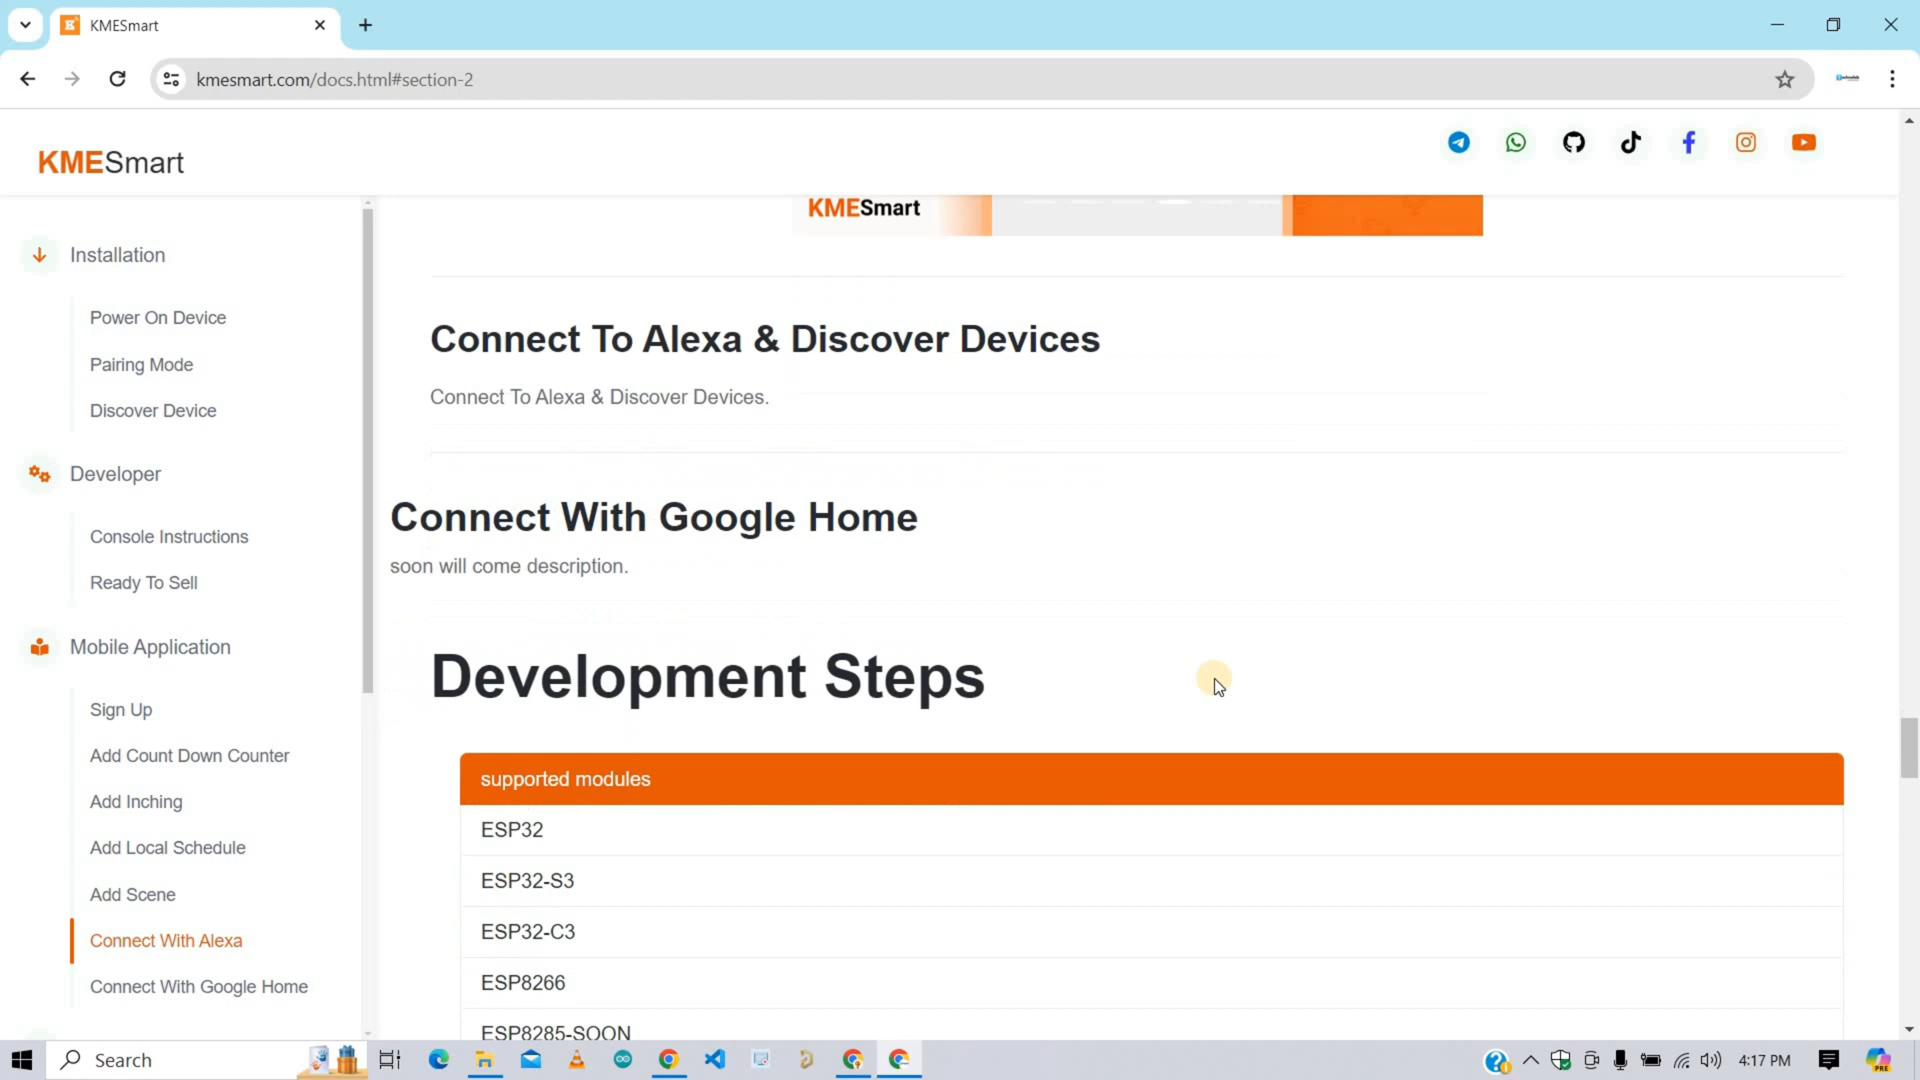 KMESmart
kmesmart.com/docs.html#section-2
KMESmart
KMESmart
Installation
Power On Device
Pairing Mode
Discover Device
Developer
Console Instructions
Ready To Sell
Mobile Application
Sign Up
Add Count Down Counter
Add Inching
Add Local Schedule
Add Scene
Connect With Alexa
Connect With Google Home
Connect To Alexa & Discover Devices
Connect To Alexa & Discover Devices.
Connect With Google Home
soon will come description.
Development Steps
supported modules
ESP32
ESP32-S3
ESP32-C3
ESP8266
ESP8285-SOON
Search
4:17 PM
PRE